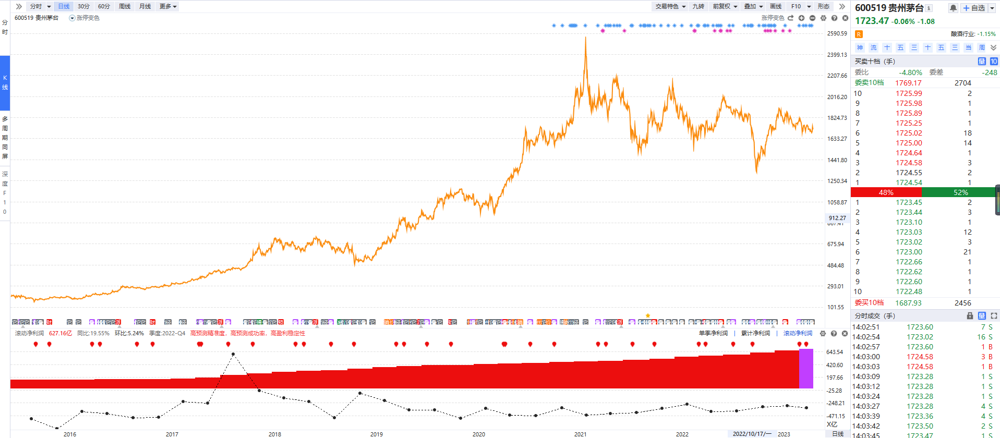 分时 日线 30分 60分 周线 月线 更多 交易特色 九转 前复权 叠加 画线 F10 形态
600519 贵州茅台 涨停变色
涨停变色
分时
K线
多周期同屏
深度F10
2590.59
2399.13
2207.66
2016.20
1824.73
1633.27
1441.80
1250.34
1058.87
912.27
675.94
484.48
293.01
101.55
滚动净利润 627.16亿 同比:19.55% 环比:5.24% 季度:2022-Q4 高预测精准度，高预测成功率，高盈利稳定性
单季净利润 | 累计净利润 | 滚动净利润
643.54
420.60
197.66
-25.28
-248.21
-471.15
X亿
2016 2017 2018 2019 2020 2021 2022 2022/10/17/一 2023 日线
600519 贵州茅台 自选
1723.47 -0.06% -1.08
R 酿酒行业: -1.15%
神 流 十 五 三 十 五 三 当 周
买卖十档 (手) 量 10
委比 -4.80% 委差 -248
委卖10档 1769.17 2704
10 1725.99 2
9 1725.98 1
8 1725.89 1
7 1725.25 1
6 1725.02 18
5 1725.00 14
4 1724.64 1
3 1724.58 3
2 1724.55 2
1 1724.54 1
48% 52%
1 1723.45 2
2 1723.44 3
3 1723.10 1
4 1723.03 12
5 1723.02 3
6 1723.00 21
7 1722.66 1
8 1722.62 1
9 1722.60 1
10 1722.48 1
委买10档 1687.93 2456
分时成交 (手) 量
14:02:51 1723.60 7 S
14:02:54 1723.02 16 S
14:02:57 1723.60 1 B
14:03:00 1724.58 3 B
14:03:03 1724.58 1 B
14:03:09 1723.28 1 S
14:03:12 1723.28 1 S
14:03:24 1723.28 1 S
14:03:27 1723.28 4 S
14:03:39 1723.36 4 S
14:03:42 1723.50 2 S
14:03:45 1723.47 1 S